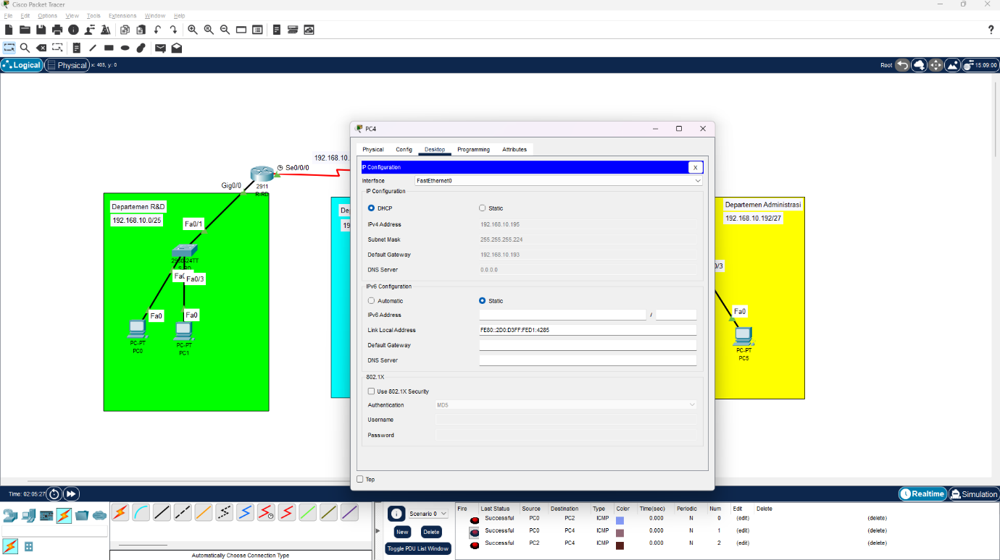 Cisco Packet Tracer
File Edit Options View Tools Extensions Window Help
?
Logical Physical x: 403, y: 0 Root 15:09:00
192.168.10.
Se0/0/0
Gig0/0
2911
R-RD
Departemen R&D
192.168.10.0/25
Fa0/1
2960-24TT
S-RD
Fa0/3
Fa0
Fa0
PC-PT
PC0
PC-PT
PC1
De
19
PC4
Physical Config Desktop Programming Attributes
IP Configuration X
Interface FastEthernet0
IP Configuration
DHCP Static
IPv4 Address 192.168.10.195
Subnet Mask 255.255.255.224
Default Gateway 192.168.10.193
DNS Server 0.0.0.0
IPv6 Configuration
Automatic Static
IPv6 Address /
Link Local Address FE80::2D0:D3FF:FED1:4285
Default Gateway
DNS Server
802.1X
Use 802.1X Security
Authentication MD5
Username
Password
Top
Departemen Administrasi
192.168.10.192/27
0/3
Fa0
PC-PT
PC5
Time: 02:05:27 Realtime Simulation
Automatically Choose Connection Type
Scenario 0
New Delete
Toggle PDU List Window
Fire Last Status Source Destination Type Color Time(sec) Periodic Num Edit Delete
Successful PC0 PC2 ICMP 0.000 N 0 (edit) (delete)
Successful PC0 PC4 ICMP 0.000 N 1 (edit) (delete)
Successful PC2 PC4 ICMP 0.000 N 2 (edit) (delete)